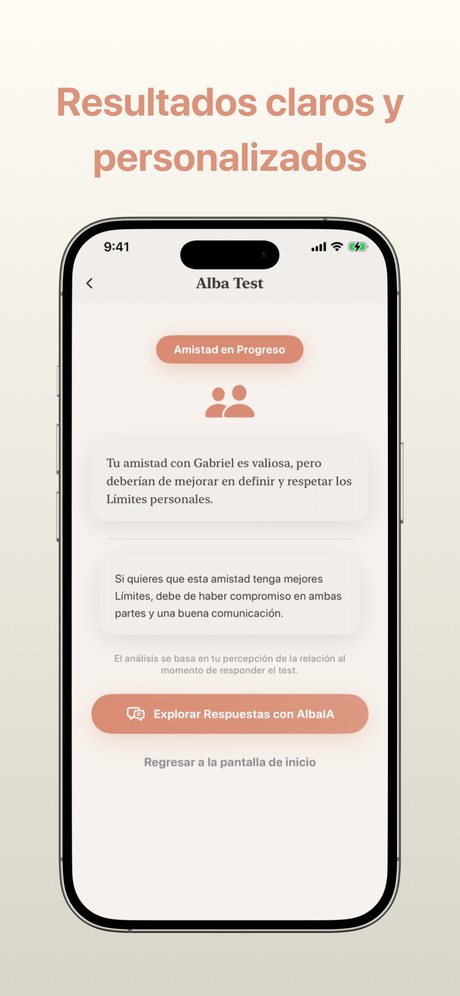 Resultados claros y
personalizados
9:41
Alba Test
Amistad en Progreso
Tu amistad con Gabriel es valiosa, pero
deberían de mejorar en definir y respetar los
Límites personales.
Si quieres que esta amistad tenga mejores
Límites, debe de haber compromiso en ambas
partes y una buena comunicación.
El análisis se basa en tu percepción de la relación al
momento de responder el test.
Explorar Respuestas con AlbaIA
Regresar a la pantalla de inicio